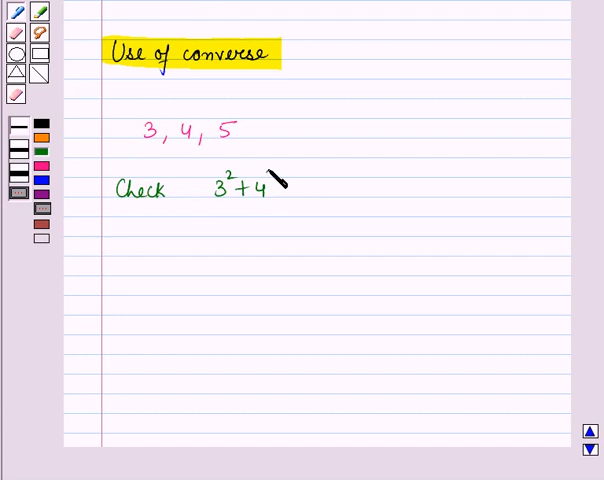 Use of converse
3, 4, 5
Check 3² + 4